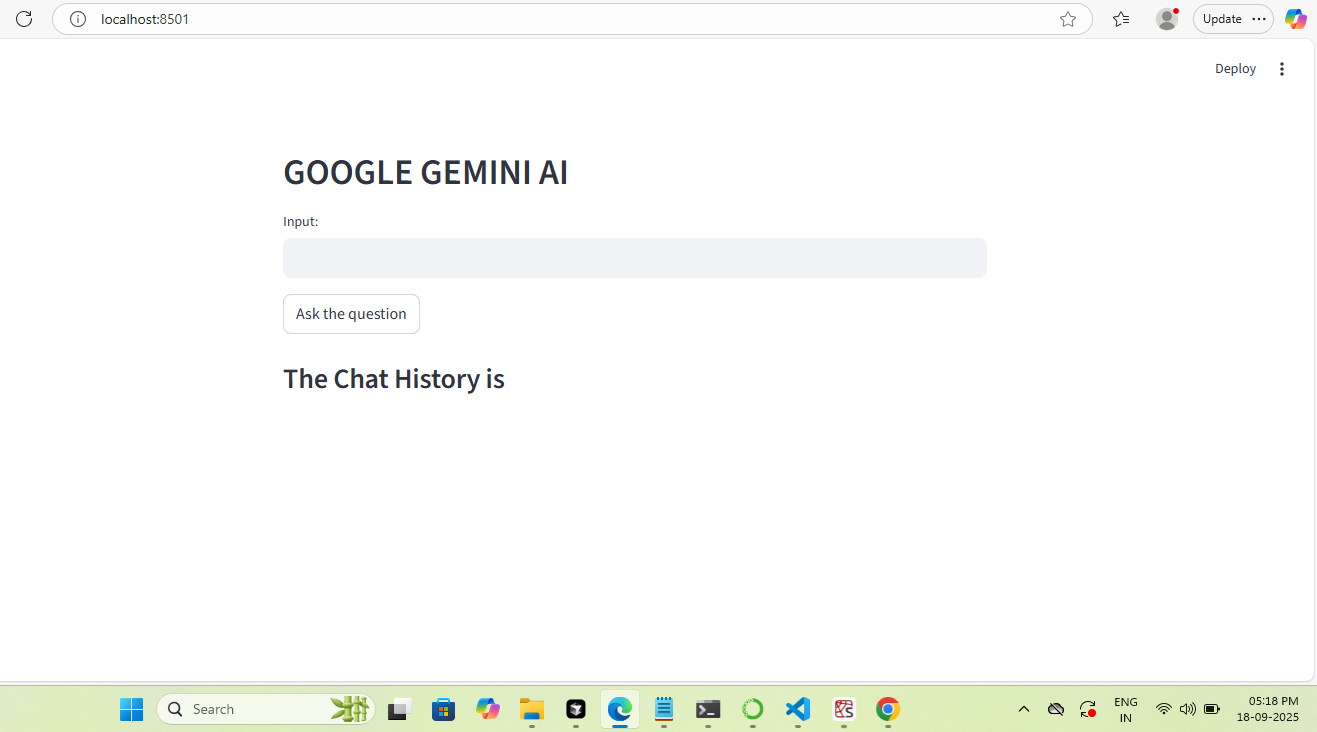 localhost:8501
Update
Deploy
GOOGLE GEMINI AI
Input:
Ask the question
The Chat History is
Search
ENG
IN
05:18 PM
18-09-2025